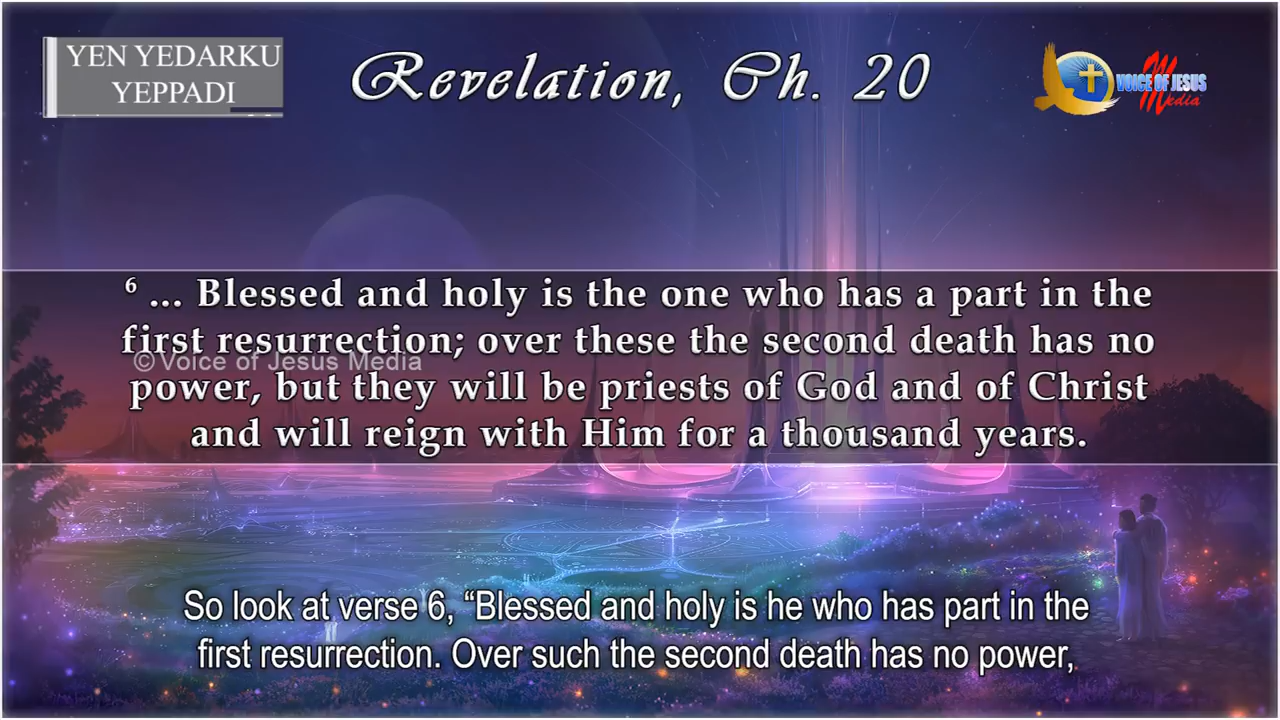 YEN YEDARKU
YEPPADI
Revelation, Ch. 20
VOICE OF JESUS
Media
6 ... Blessed and holy is the one who has a part in the
first resurrection; over these the second death has no
© Voice of Jesus Media
power, but they will be priests of God and of Christ
and will reign with Him for a thousand years.
So look at verse 6, “Blessed and holy is he who has part in the
first resurrection. Over such the second death has no power,